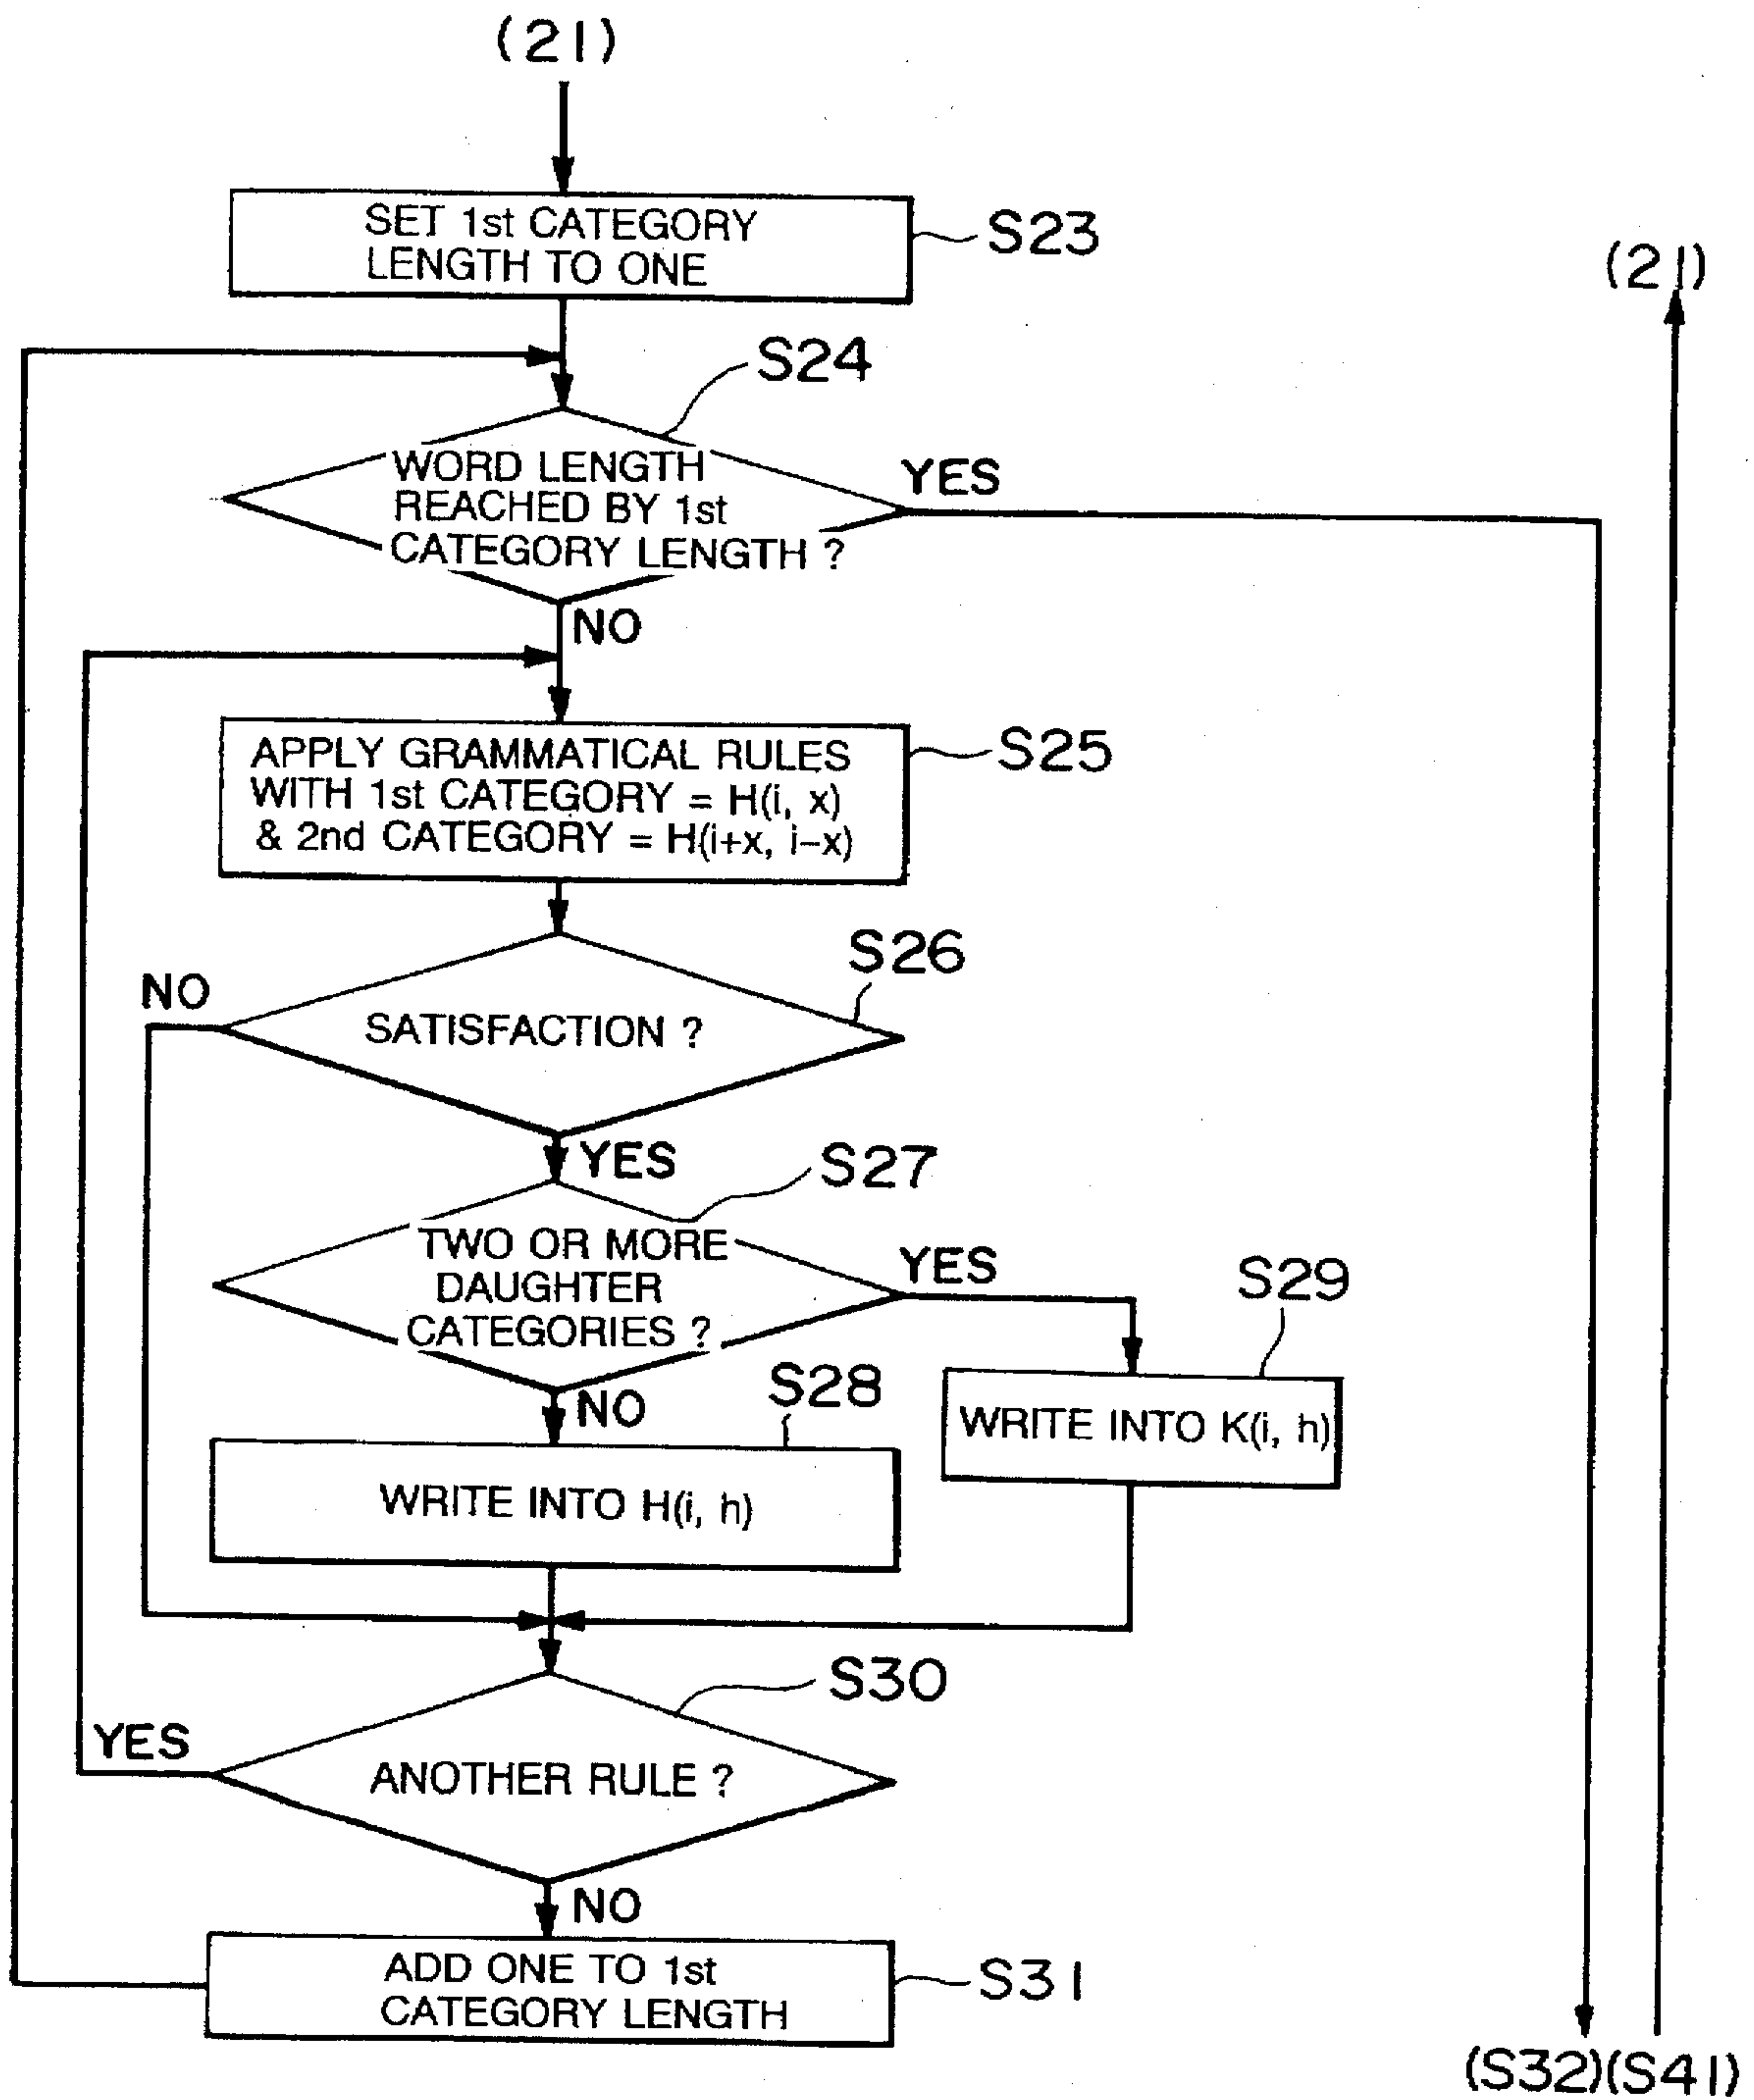 (21)
SET 1st CATEGORY
LENGTH TO ONE
S23
(21)
S24
WORD LENGTH
REACHED BY 1st
CATEGORY LENGTH ?
YES
NO
APPLY GRAMMATICAL RULES
WITH 1st CATEGORY = H(i, x)
& 2nd CATEGORY = H(i+x, i-x)
S25
S26
NO
SATISFACTION ?
YES
S27
TWO OR MORE
DAUGHTER
CATEGORIES ?
YES
S29
NO
S28
WRITE INTO K(i, h)
WRITE INTO H(i, h)
S30
YES
ANOTHER RULE ?
NO
ADD ONE TO 1st
CATEGORY LENGTH
S31
(S32)(S41)